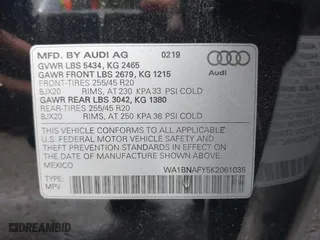 MFD. BY AUDI AG 0219
GVWR LBS 5434, KG 2465
GAWR FRONT LBS 2679, KG 1215
FRONT-TIRES 255/45 R20
8JX20 RIMS, AT 230 KPA 33 PSI COLD
GAWR REAR LBS 3042, KG 1380
REAR-TIRES 255/45 R20
8JX20 RIMS, AT 250 KPA 36 PSI COLD
Audi
THIS VEHICLE CONFORMS TO ALL APPLICABLE
U.S. FEDERAL MOTOR VEHICLE SAFETY, BUMPER
AND THEFT PREVENTION STANDARDS IN EFFECT
ON THE DATE OF MANUFACTURE SHOWN ABOVE.
MEXICO
WA1BNAFY5K2061035
TYPE:
MPV
© DREAMBID.COM